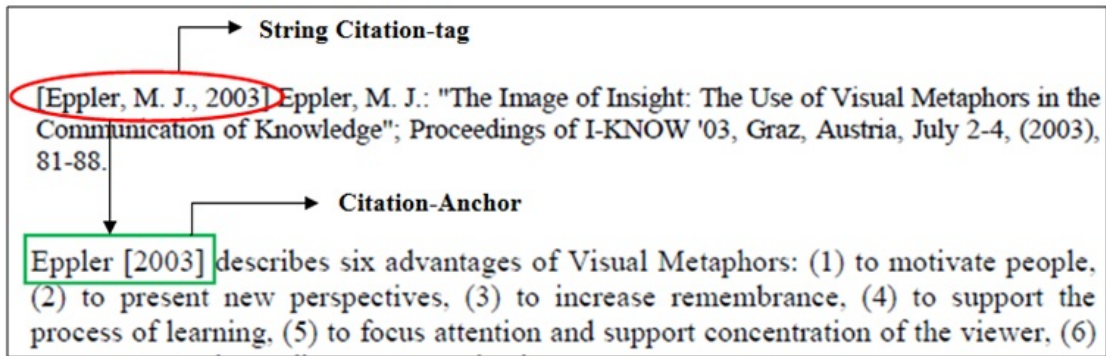 String Citation-tag
[Eppler, M. J., 2003] Eppler, M. J.: "The Image of Insight: The Use of Visual Metaphors in the
Communication of Knowledge"; Proceedings of I-KNOW '03, Graz, Austria, July 2-4, (2003),
81-88.
Citation-Anchor
Eppler [2003] describes six advantages of Visual Metaphors: (1) to motivate people,
(2) to present new perspectives, (3) to increase remembrance, (4) to support the
process of learning, (5) to focus attention and support concentration of the viewer, (6)